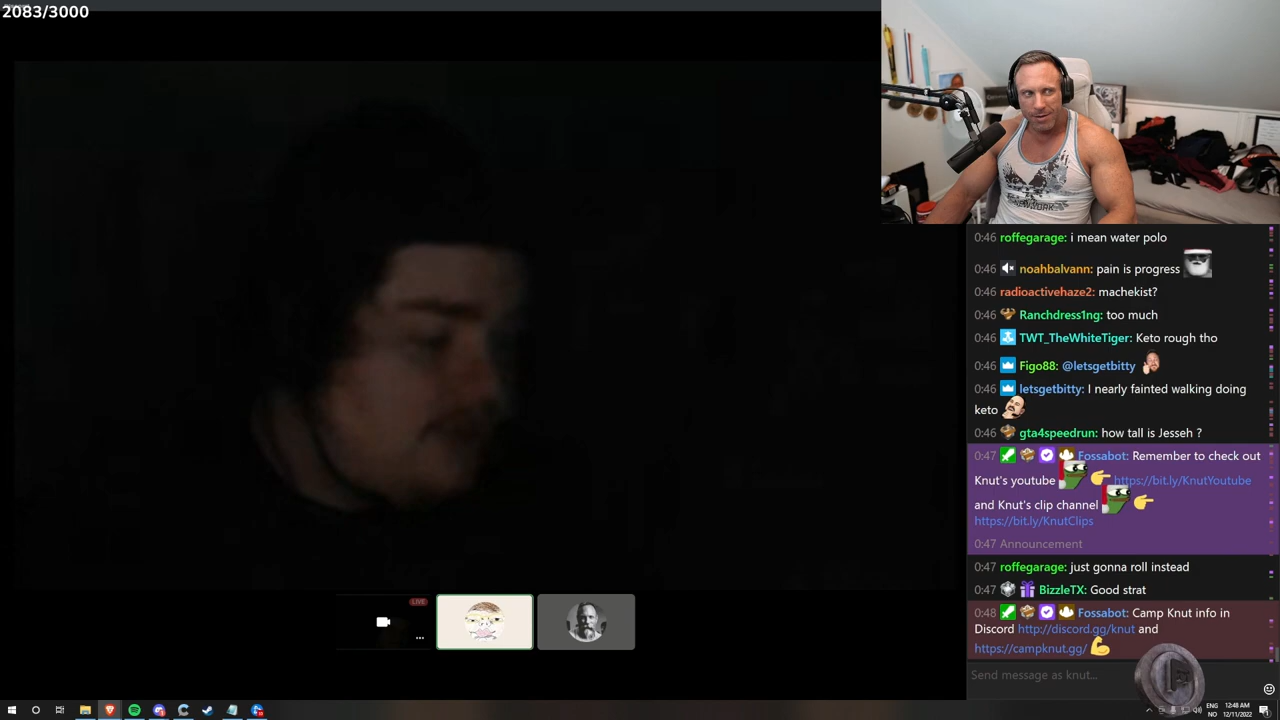 2083/3000
NEW YORK
0:46 roffegarage: i mean water polo
0:46 noahbalvann: pain is progress
0:46 radioactivehaze2: machekist?
0:46 Ranchdress1ng: too much
0:46 TWT_TheWhiteTiger: Keto rough tho
0:46 Figo88: @letsgetbitty
0:46 letsgetbitty: I nearly fainted walking doing
keto
0:46 gta4speedrun: how tall is Jesseh ?
0:47 Fossabot: Remember to check out
Knut's youtube https://bit.ly/KnutYoutube
and Knut's clip channel
https://bit.ly/KnutClips
0:47 Announcement
0:47 roffegarage: just gonna roll instead
0:47 BizzleTX: Good strat
0:48 Fossabot: Camp Knut info in
Discord http://discord.gg/knut and
https://campknut.gg/
Send message as knut...
LIVE
ENG
NO
12:48 AM
12/11/2022